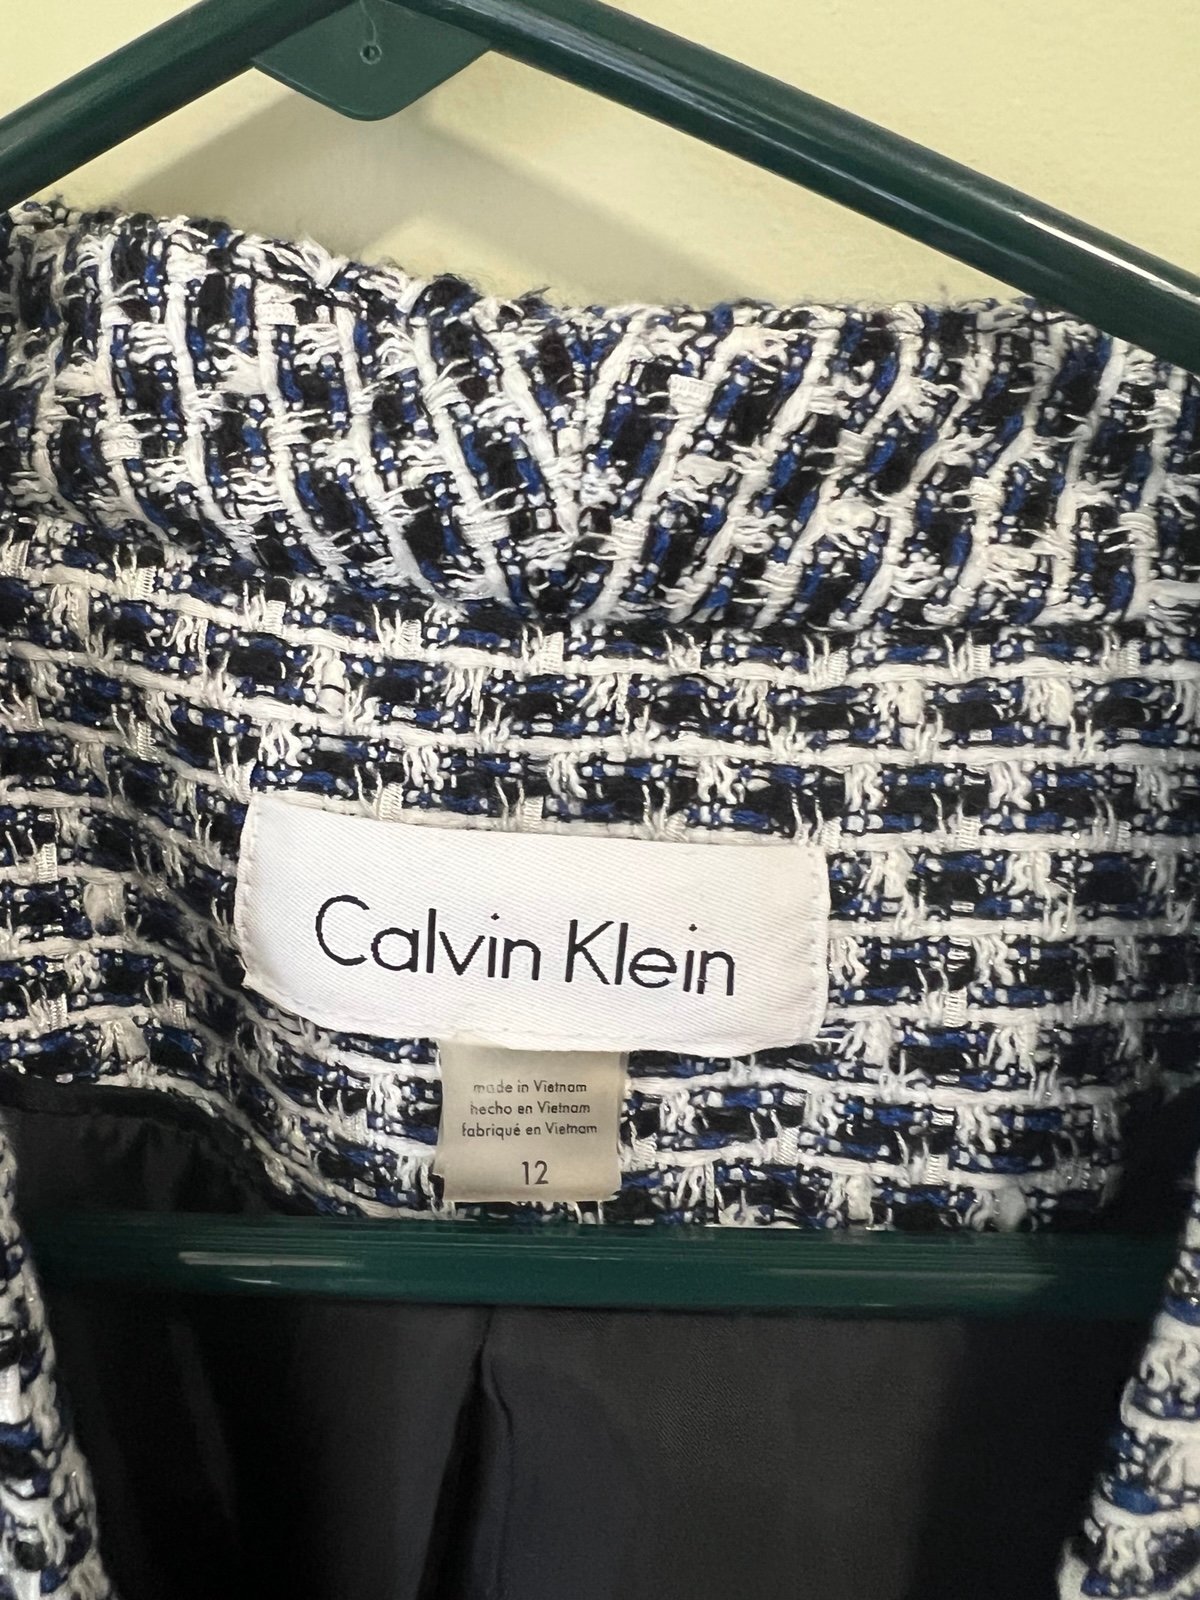 Calvin Klein
made in Vietnam
hecho en Vietnam
fabriqué en Vietnam
12